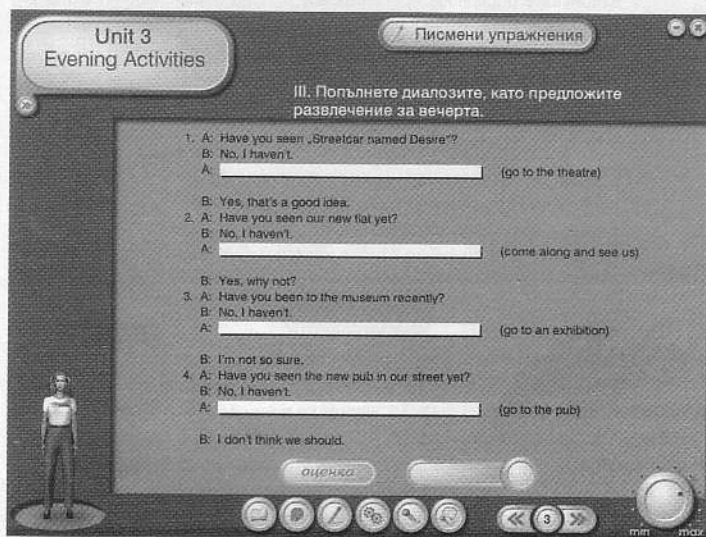 Unit 3
Evening Activities
Писмени упражнения
III. Попълнете диалозите, като предложите
развлечение за вечерта.
1. A: Have you seen „Streetcar named Desire"?
B: No, I haven't.
A: (go to the theatre)
B: Yes, that's a good idea.
2. A: Have you seen our new flat yet?
B: No, I haven't.
A: (come along and see us)
B: Yes, why not?
3. A: Have you been to the museum recently?
B: No, I haven't.
A: (go to an exhibition)
B: I'm not so sure.
4. A: Have you seen the new pub in our street yet?
B: No, I haven't.
A: (go to the pub)
B: I don't think we should.
оценка
3
min max